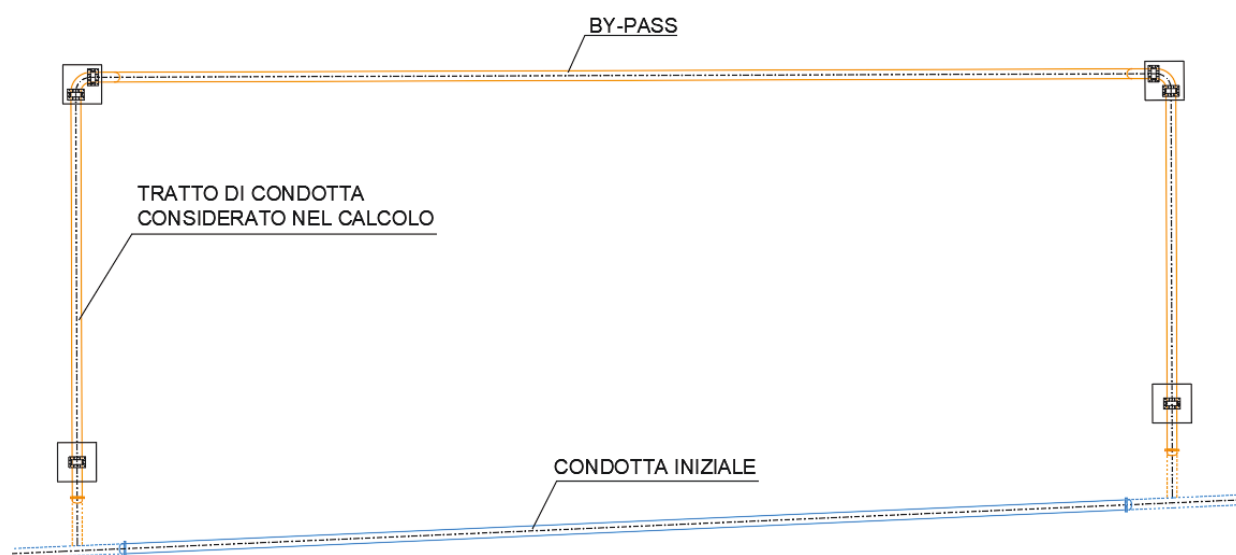 BY-PASS
TRATTO DI CONDOTTA
CONSIDERATO NEL CALCOLO
CONDOTTA INIZIALE